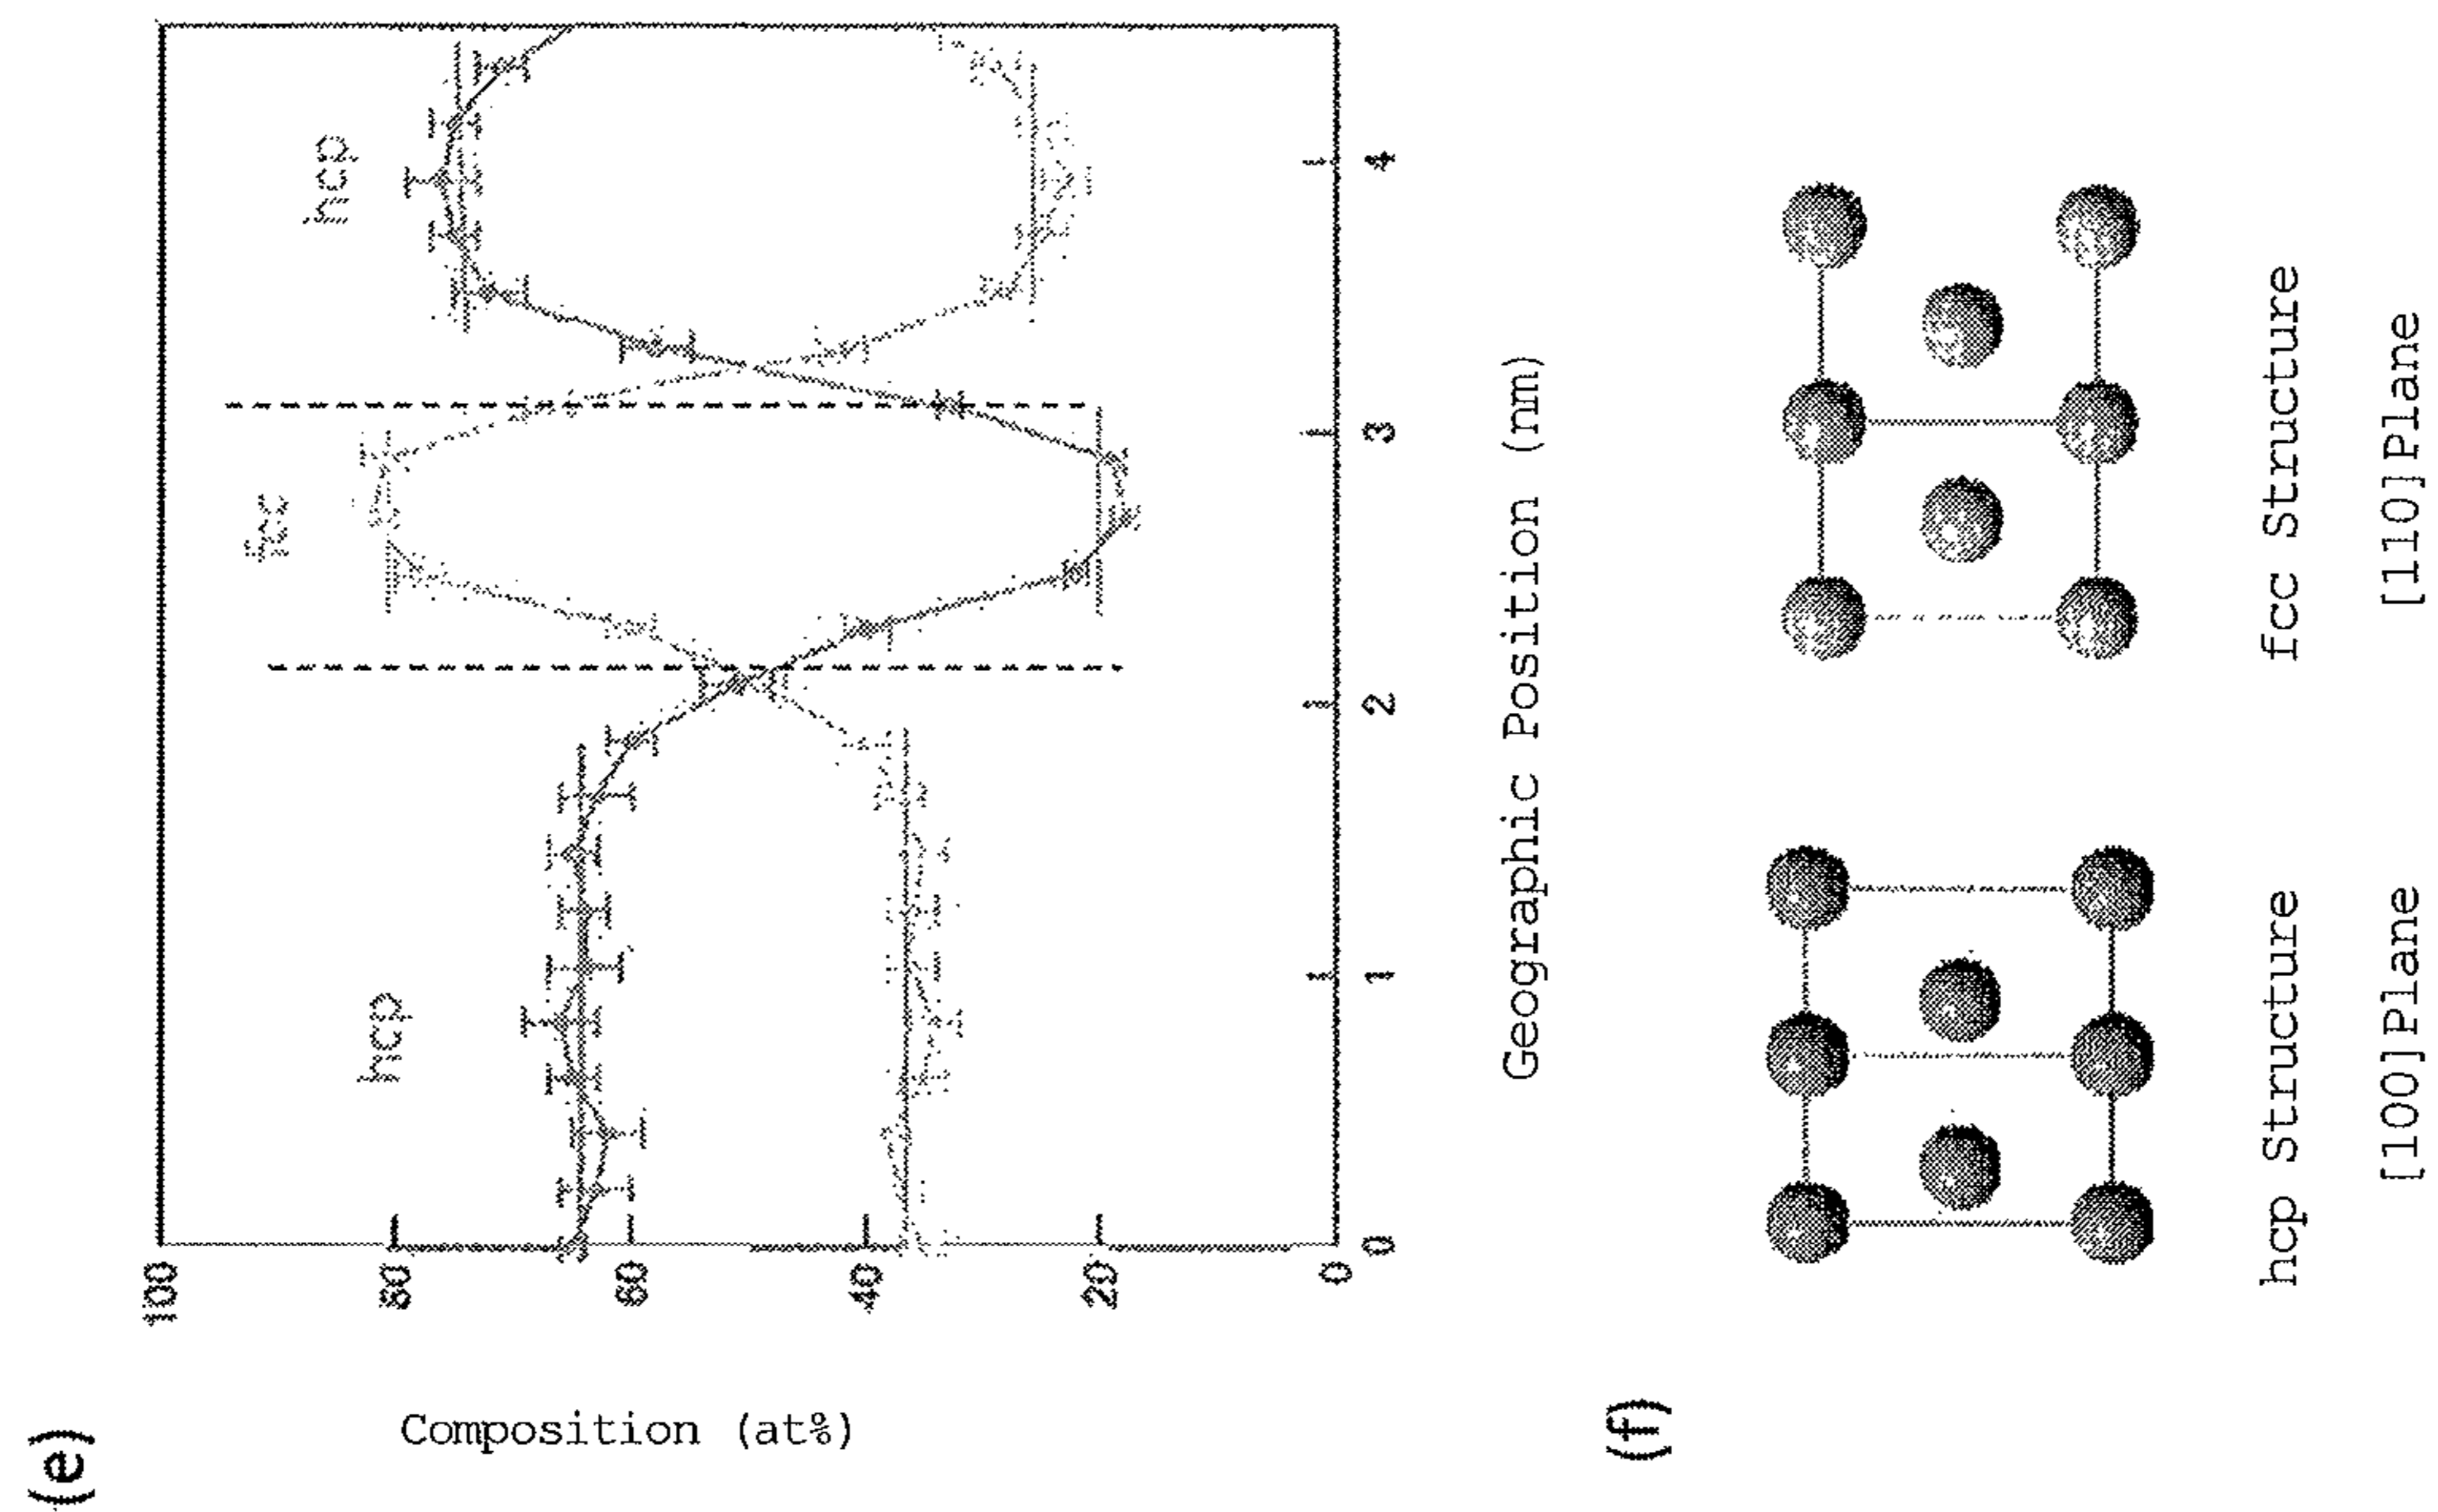 (e)
Composition (at%)
100
80
60
40
20
0
hcp
fcc
hcp
0
1
2
3
4
Geographic Position (nm)
(f)
hcp Structure
[100]Plane
fcc Structure
[110]Plane